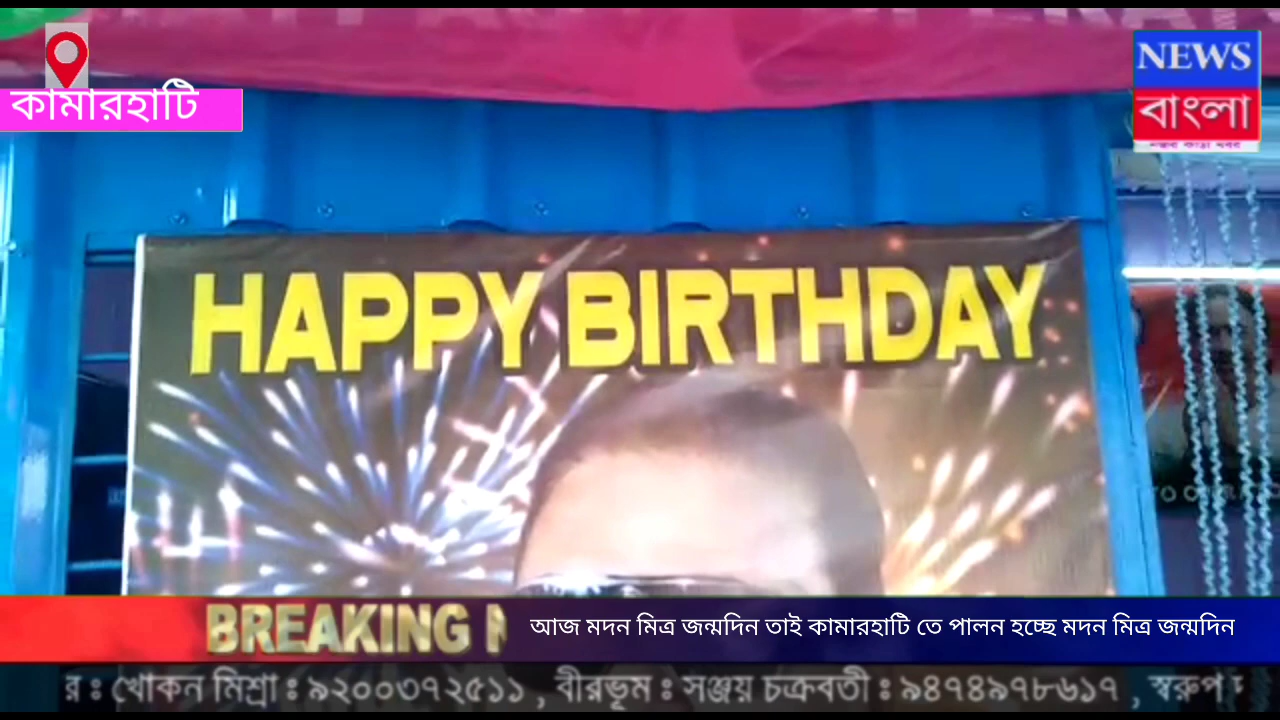 কামারহাটি
NEWS
বাংলা
HAPPY BIRTHDAY
BREAKING
আজ মদন মিত্র জন্মদিন তাই কামারহাটি তে পালন হচ্ছে মদন মিত্র জন্মদিন
র ঃ খোকন মিশ্রা ঃ ৯২০০৩৭২৫১১ , বীরভূম ঃ সঞ্জয় চক্রবর্তী ঃ ৯৪৭৪৯৭৮৬১৭ , স্বরুপ